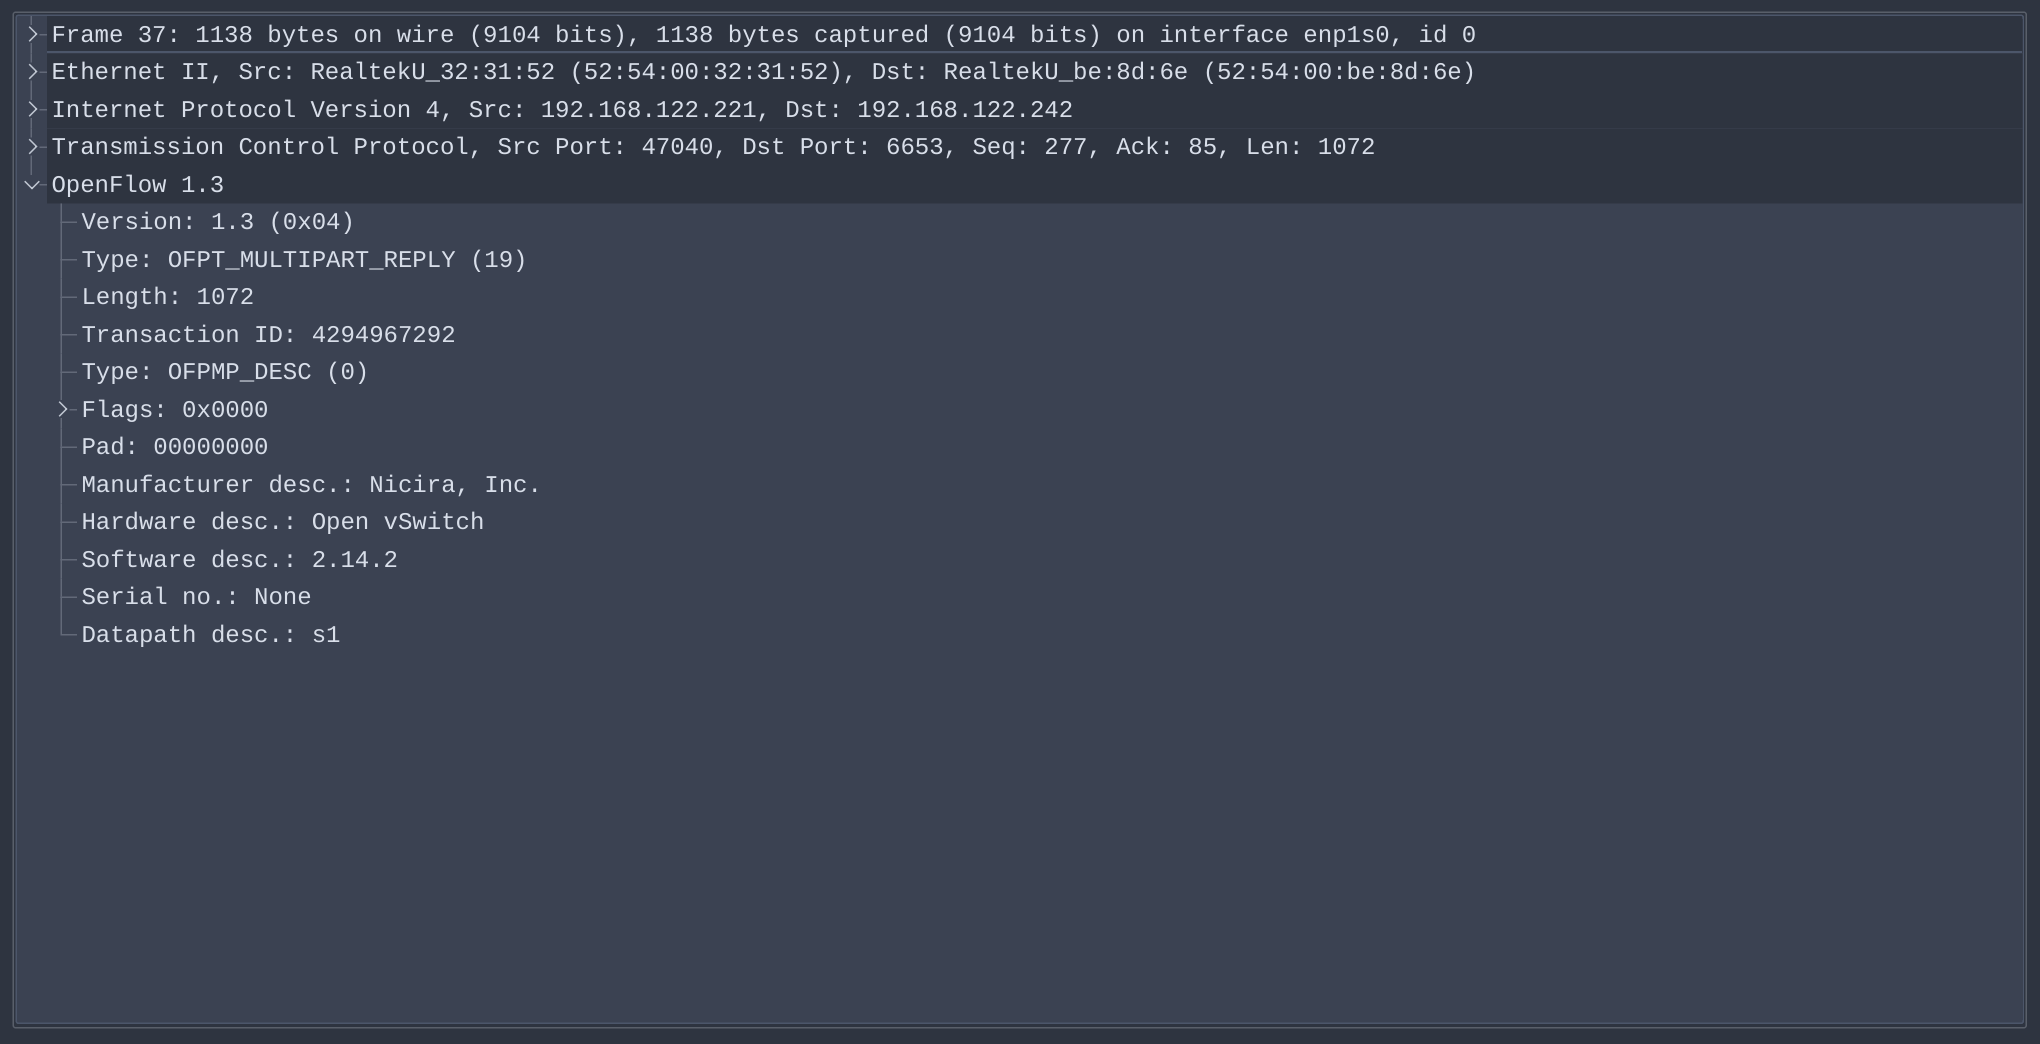 Frame 37: 1138 bytes on wire (9104 bits), 1138 bytes captured (9104 bits) on interface enp1s0, id 0
Ethernet II, Src: RealtekU_32:31:52 (52:54:00:32:31:52), Dst: RealtekU_be:8d:6e (52:54:00:be:8d:6e)
Internet Protocol Version 4, Src: 192.168.122.221, Dst: 192.168.122.242
Transmission Control Protocol, Src Port: 47040, Dst Port: 6653, Seq: 277, Ack: 85, Len: 1072
OpenFlow 1.3
Version: 1.3 (0x04)
Type: OFPT_MULTIPART_REPLY (19)
Length: 1072
Transaction ID: 4294967292
Type: OFPMP_DESC (0)
Flags: 0x0000
Pad: 00000000
Manufacturer desc.: Nicira, Inc.
Hardware desc.: Open vSwitch
Software desc.: 2.14.2
Serial no.: None
Datapath desc.: s1